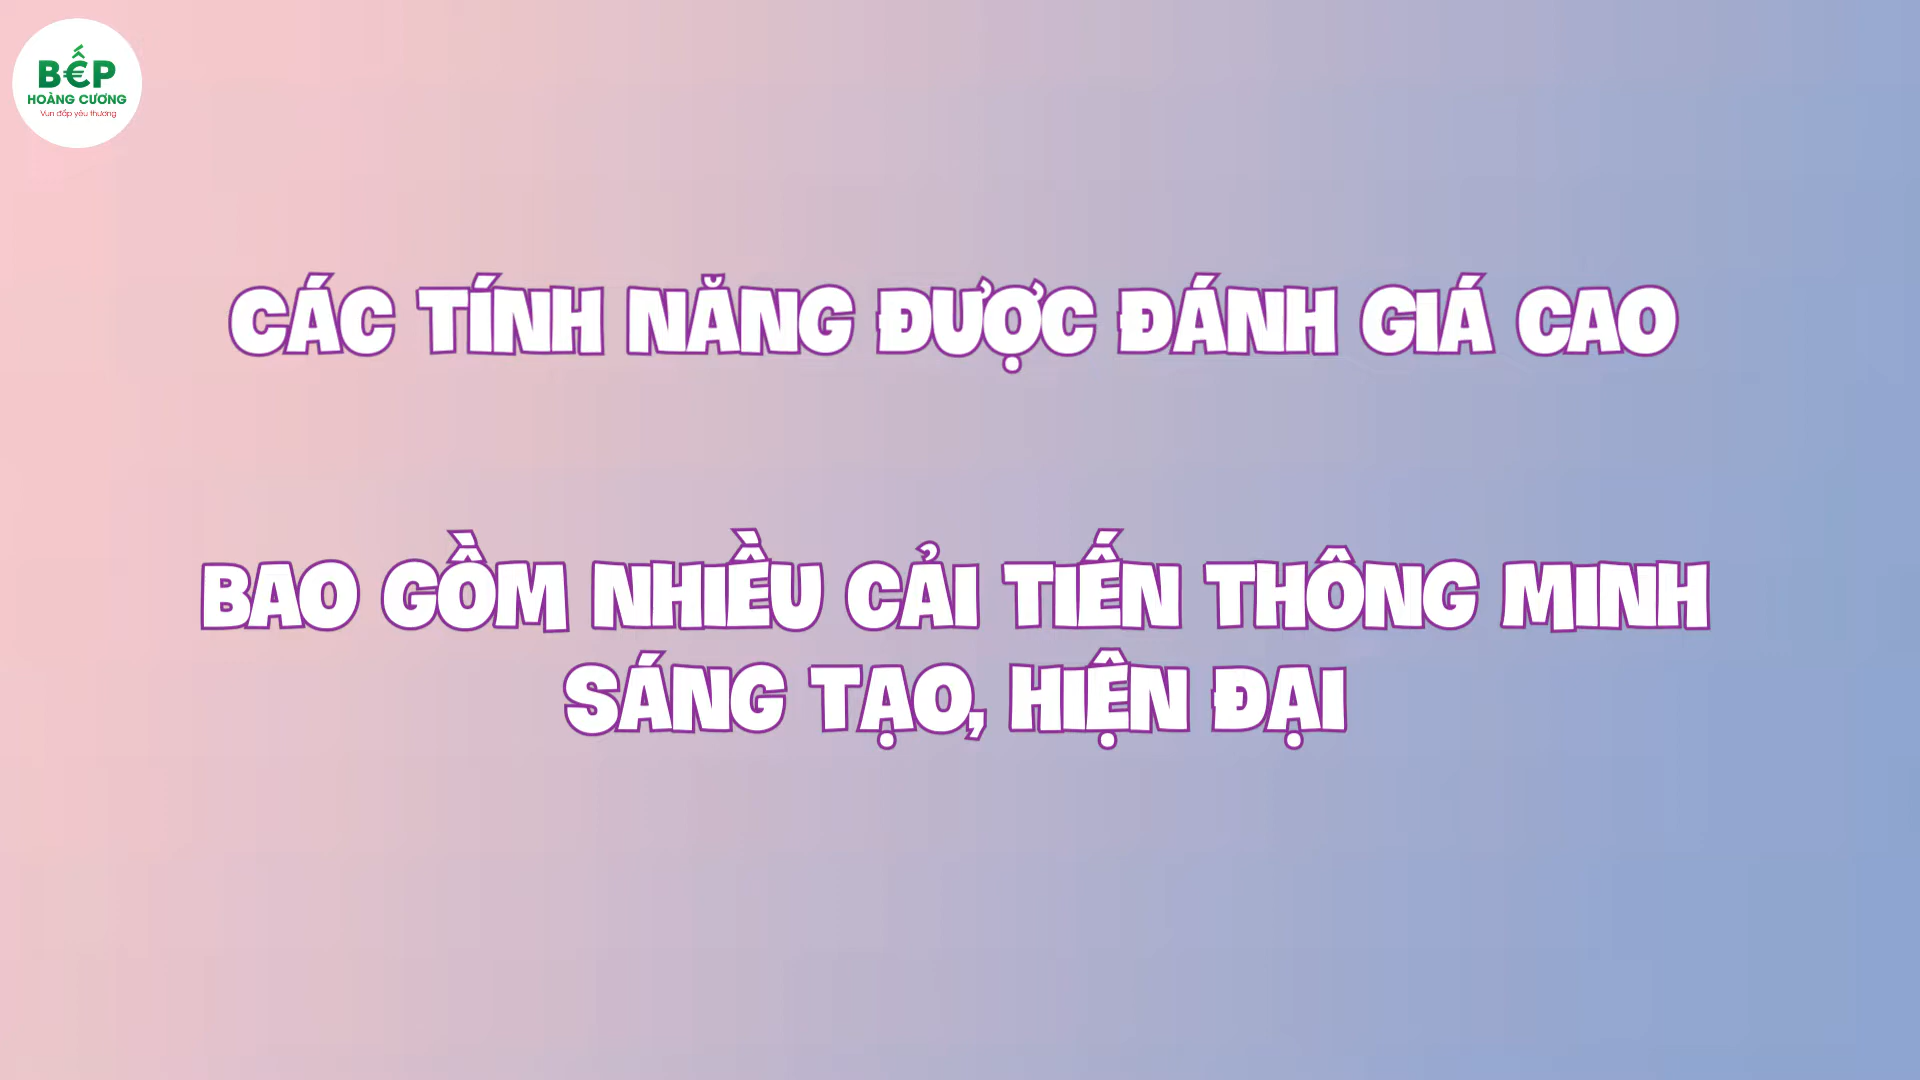 BẾP
HOÀNG CƯƠNG
Vun đắp yêu thương
CÁC TÍNH NĂNG ĐƯỢC ĐÁNH GIÁ CAO
BAO GỒM NHIỀU CẢI TIẾN THÔNG MINH
SÁNG TẠO, HIỆN ĐẠI